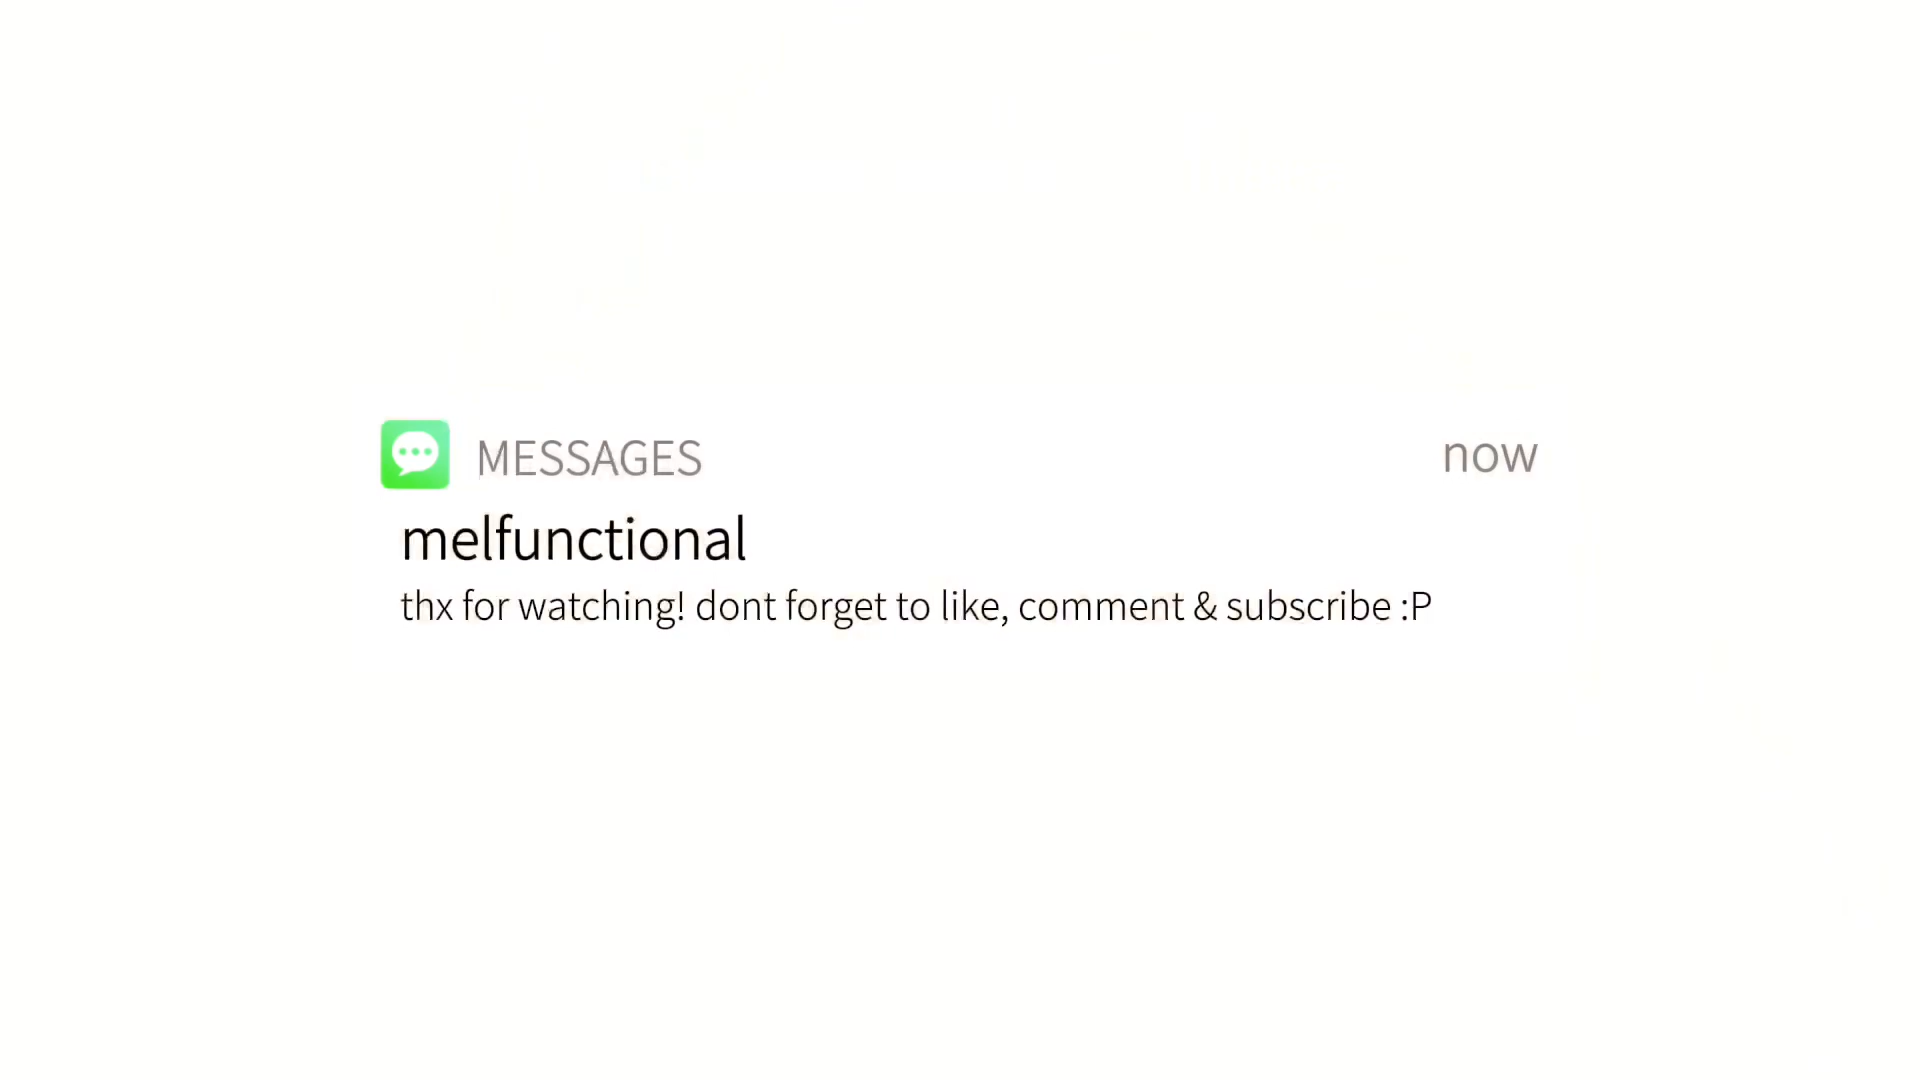 MESSAGES now
melfunctional
thx for watching! dont forget to like, comment & subscribe :P